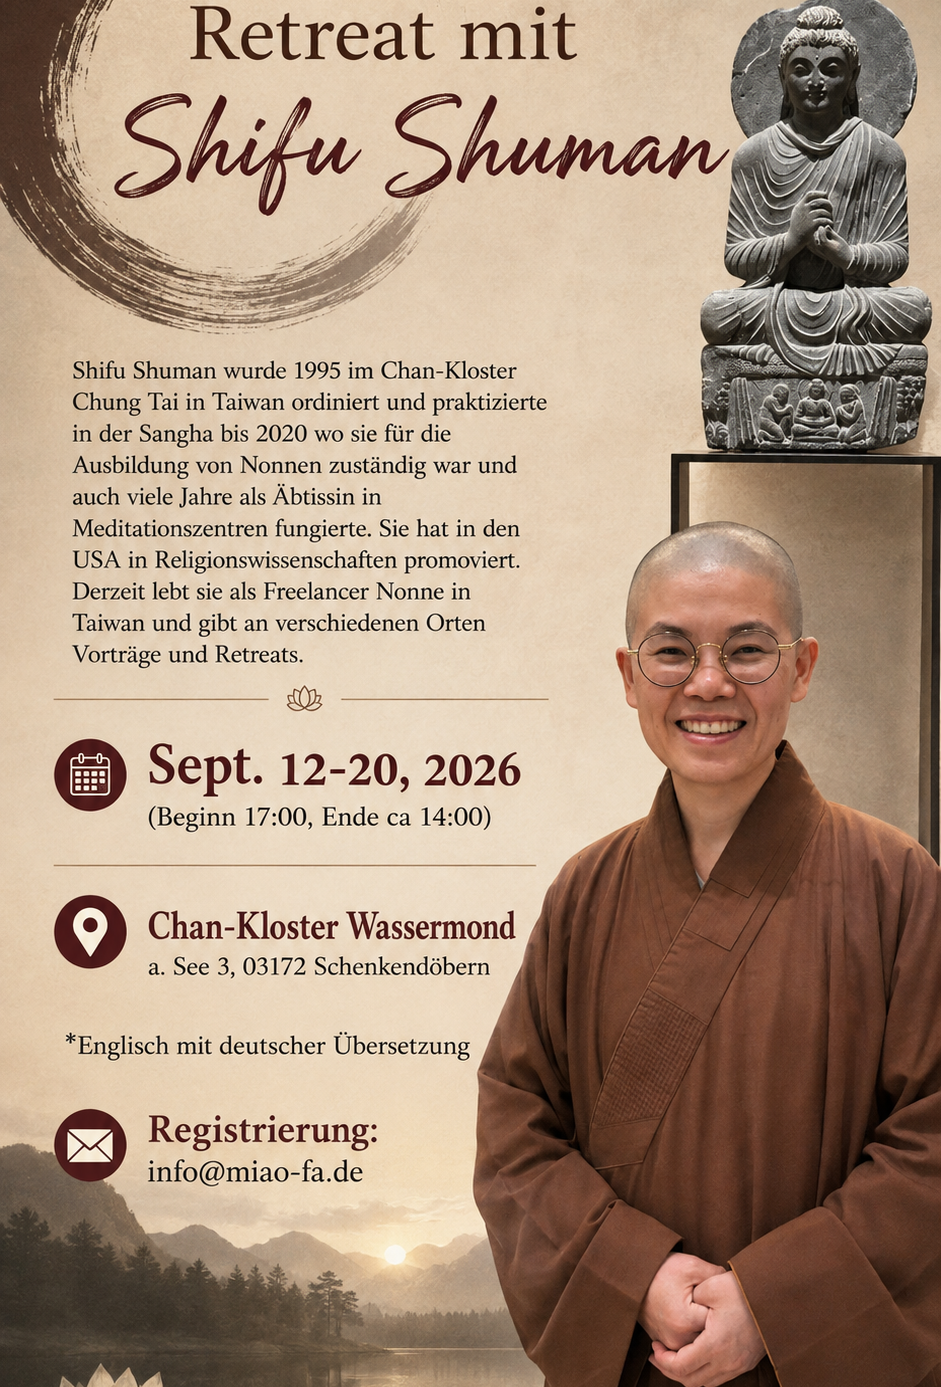 Retreat mit
Shifu Shuman
Shifu Shuman wurde 1995 im Chan-Kloster
Chung Tai in Taiwan ordiniert und praktizierte
in der Sangha bis 2020 wo sie für die
Ausbildung von Nonnen zuständig war und
auch viele Jahre als Äbtissin in
Meditationszentren fungierte. Sie hat in den
USA in Religionswissenschaften promoviert.
Derzeit lebt sie als Freelancer Nonne in
Taiwan und gibt an verschiedenen Orten
Vorträge und Retreats.
Sept. 12-20, 2026
(Beginn 17:00, Ende ca 14:00)
Chan-Kloster Wassermond
a. See 3, 03172 Schenkendöbern
*Englisch mit deutscher Übersetzung
Registrierung:
info@miao-fa.de